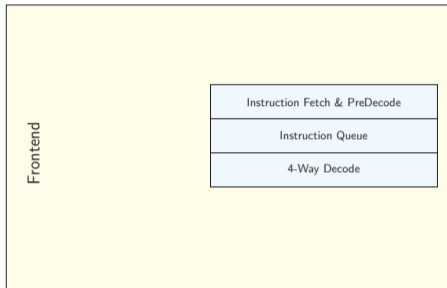 Frontend
Instruction Fetch & PreDecode
Instruction Queue
4-Way Decode